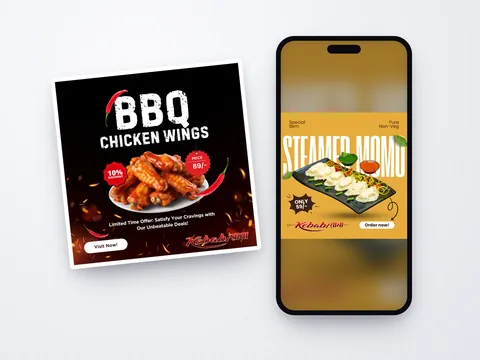 BBQ
CHICKEN WINGS
10%
PRICE
89/-
Limited Time Offer: Satisfy Your Cravings with
Our Unbeatable Deals!
Visit Now!
Special
Item
Pure
Non-Veg
STEAMED MOMO
ONLY
59/-
Order now!